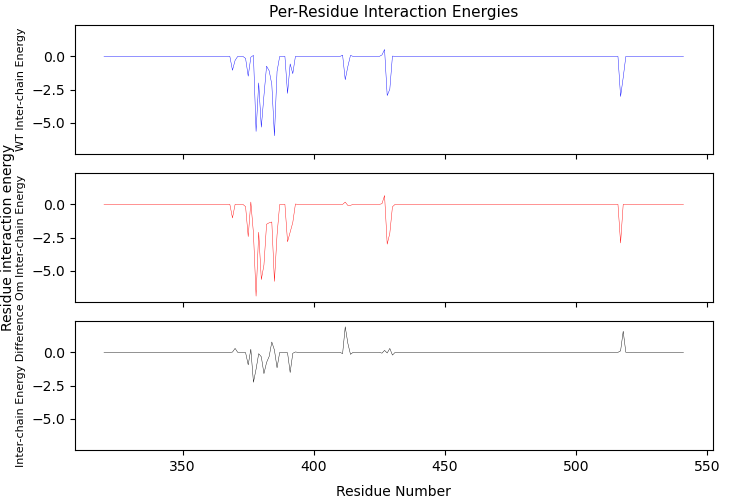 Per-Residue Interaction Energies
Residue interaction energy
WT Inter-chain Energy
0.0
−2.5
−5.0
Om Inter-chain Energy
0.0
−2.5
−5.0
Inter-chain Energy Difference
0.0
−2.5
−5.0
350
400
450
500
550
Residue Number